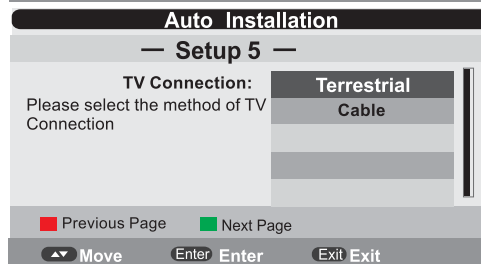 Auto Installation
— Setup 5 —
TV Connection:
Please select the method of TV
Connection
Terrestrial
Cable
Previous Page Next Page
Move Enter Enter Exit Exit